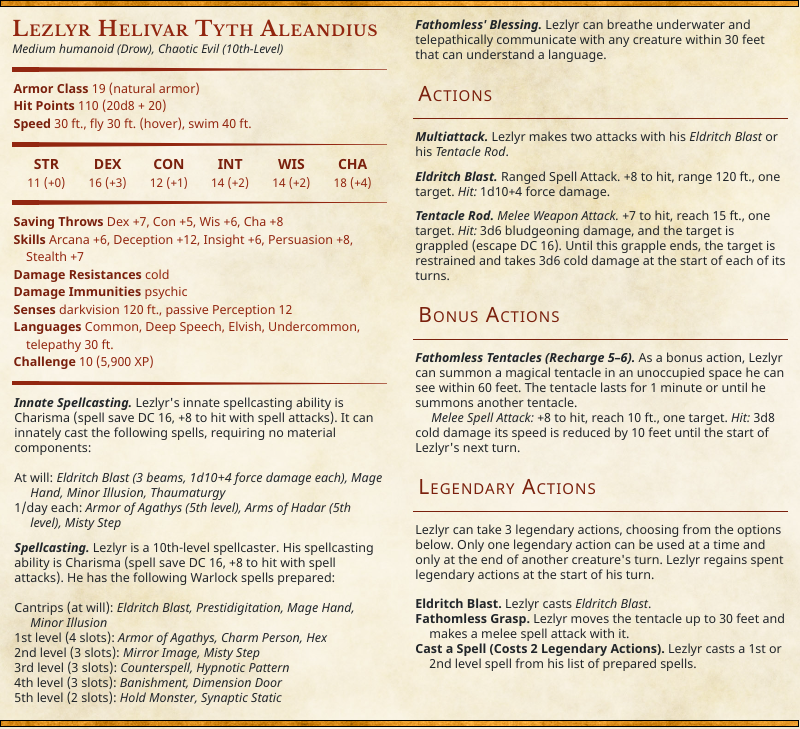 Lezlyr Helivar Tyth Aleandius
Medium humanoid (Drow), Chaotic Evil (10th-Level)
Armor Class 19 (natural armor)
Hit Points 110 (20d8 + 20)
Speed 30 ft., fly 30 ft. (hover), swim 40 ft.
STR DEX CON INT WIS CHA
11 (+0) 16 (+3) 12 (+1) 14 (+2) 14 (+2) 18 (+4)
Saving Throws Dex +7, Con +5, Wis +6, Cha +8
Skills Arcana +6, Deception +12, Insight +6, Persuasion +8,
Stealth +7
Damage Resistances cold
Damage Immunities psychic
Senses darkvision 120 ft., passive Perception 12
Languages Common, Deep Speech, Elvish, Undercommon,
telepathy 30 ft.
Challenge 10 (5,900 XP)
Innate Spellcasting. Lezlyr's innate spellcasting ability is
Charisma (spell save DC 16, +8 to hit with spell attacks). It can
innately cast the following spells, requiring no material
components:
At will: Eldritch Blast (3 beams, 1d10+4 force damage each), Mage
Hand, Minor Illusion, Thaumaturgy
1/day each: Armor of Agathys (5th level), Arms of Hadar (5th
level), Misty Step
Spellcasting. Lezlyr is a 10th-level spellcaster. His spellcasting
ability is Charisma (spell save DC 16, +8 to hit with spell
attacks). He has the following Warlock spells prepared:
Cantrips (at will): Eldritch Blast, Prestidigitation, Mage Hand,
Minor Illusion
1st level (4 slots): Armor of Agathys, Charm Person, Hex
2nd level (3 slots): Mirror Image, Misty Step
3rd level (3 slots): Counterspell, Hypnotic Pattern
4th level (3 slots): Banishment, Dimension Door
5th level (2 slots): Hold Monster, Synaptic Static
Fathomless' Blessing. Lezlyr can breathe underwater and
telepathically communicate with any creature within 30 feet
that can understand a language.
Actions
Multiattack. Lezlyr makes two attacks with his Eldritch Blast or
his Tentacle Rod.
Eldritch Blast. Ranged Spell Attack. +8 to hit, range 120 ft., one
target. Hit: 1d10+4 force damage.
Tentacle Rod. Melee Weapon Attack. +7 to hit, reach 15 ft., one
target. Hit: 3d6 bludgeoning damage, and the target is
grappled (escape DC 16). Until this grapple ends, the target is
restrained and takes 3d6 cold damage at the start of each of its
turns.
Bonus Actions
Fathomless Tentacles (Recharge 5–6). As a bonus action, Lezlyr
can summon a magical tentacle in an unoccupied space he can
see within 60 feet. The tentacle lasts for 1 minute or until he
summons another tentacle.
Melee Spell Attack: +8 to hit, reach 10 ft., one target. Hit: 3d8
cold damage its speed is reduced by 10 feet until the start of
Lezlyr's next turn.
Legendary Actions
Lezlyr can take 3 legendary actions, choosing from the options
below. Only one legendary action can be used at a time and
only at the end of another creature's turn. Lezlyr regains spent
legendary actions at the start of his turn.
Eldritch Blast. Lezlyr casts Eldritch Blast.
Fathomless Grasp. Lezlyr moves the tentacle up to 30 feet and
makes a melee spell attack with it.
Cast a Spell (Costs 2 Legendary Actions). Lezlyr casts a 1st or
2nd level spell from his list of prepared spells.